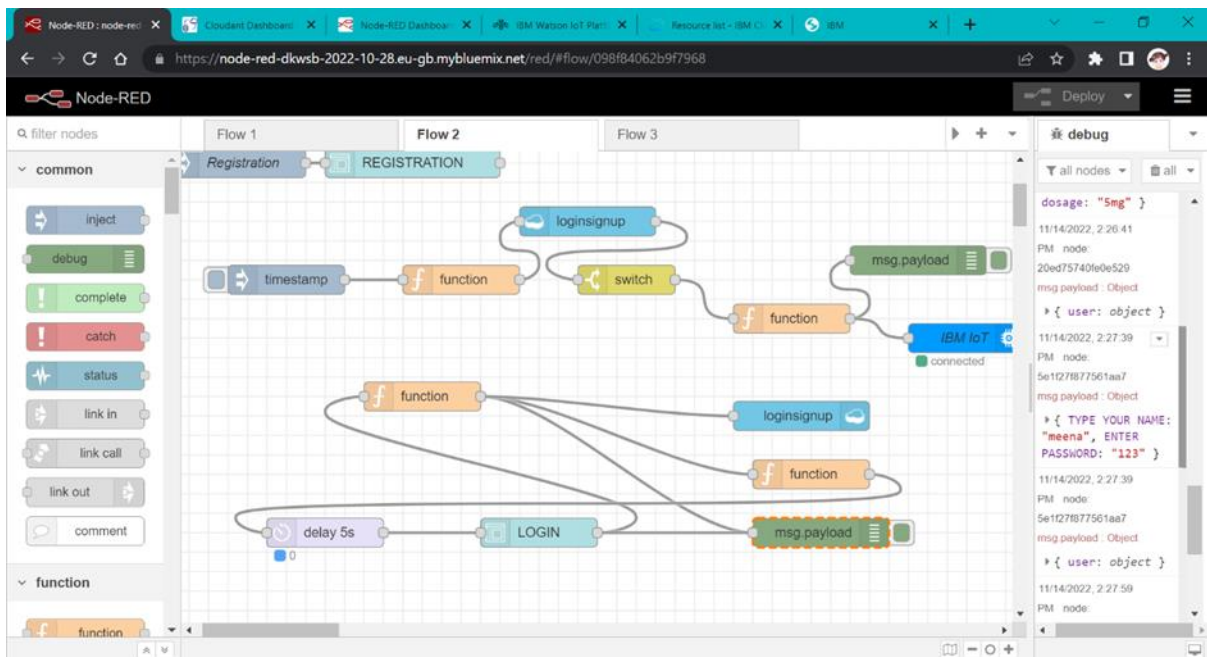 Node-RED : node-red
Cloudant Dashboard
Node-RED Dashboar
IBM Watson IoT Platf
Resource list - IBM Cl
IBM
https://node-red-dkwsb-2022-10-28.eu-gb.mybluemix.net/red/#flow/098f84062b9f7968
Node-RED
Deploy
filter nodes
Flow 1
Flow 2
Flow 3
debug
all nodes
all
common
inject
debug
complete
catch
status
link in
link call
link out
comment
function
function
Registration
REGISTRATION
loginsignup
timestamp
function
switch
msg.payload
function
IBM IoT
connected
function
loginsignup
function
delay 5s
0
LOGIN
msg.payload
dosage: "5mg" }
11/14/2022, 2:26:41
PM node:
20ed75740fe0e529
msg.payload : Object
{ user: object }
11/14/2022, 2:27:39
PM node:
5e1f27f877561aa7
msg.payload : Object
{ TYPE YOUR NAME:
"meena", ENTER
PASSWORD: "123" }
11/14/2022, 2:27:39
PM node:
5e1f27f877561aa7
msg.payload : Object
{ user: object }
11/14/2022, 2:27:59
PM node: